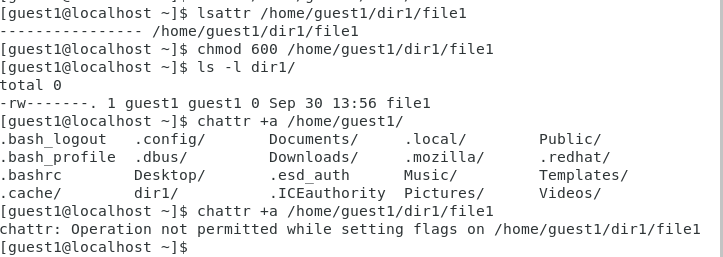 [guest1@localhost ~]$ lsattr /home/guest1/dir1/file1
---------------- /home/guest1/dir1/file1
[guest1@localhost ~]$ chmod 600 /home/guest1/dir1/file1
[guest1@localhost ~]$ ls -l dir1/
total 0
-rw-------. 1 guest1 guest1 0 Sep 30 13:56 file1
[guest1@localhost ~]$ chattr +a /home/guest1/
.bash_logout   .config/       Documents/     .local/        Public/
.bash_profile  .dbus/         Downloads/     .mozilla/      .redhat/
.bashrc        Desktop/       .esd_auth      Music/         Templates/
.cache/        dir1/          .ICEauthority  Pictures/      Videos/
[guest1@localhost ~]$ chattr +a /home/guest1/dir1/file1
chattr: Operation not permitted while setting flags on /home/guest1/dir1/file1
[guest1@localhost ~]$